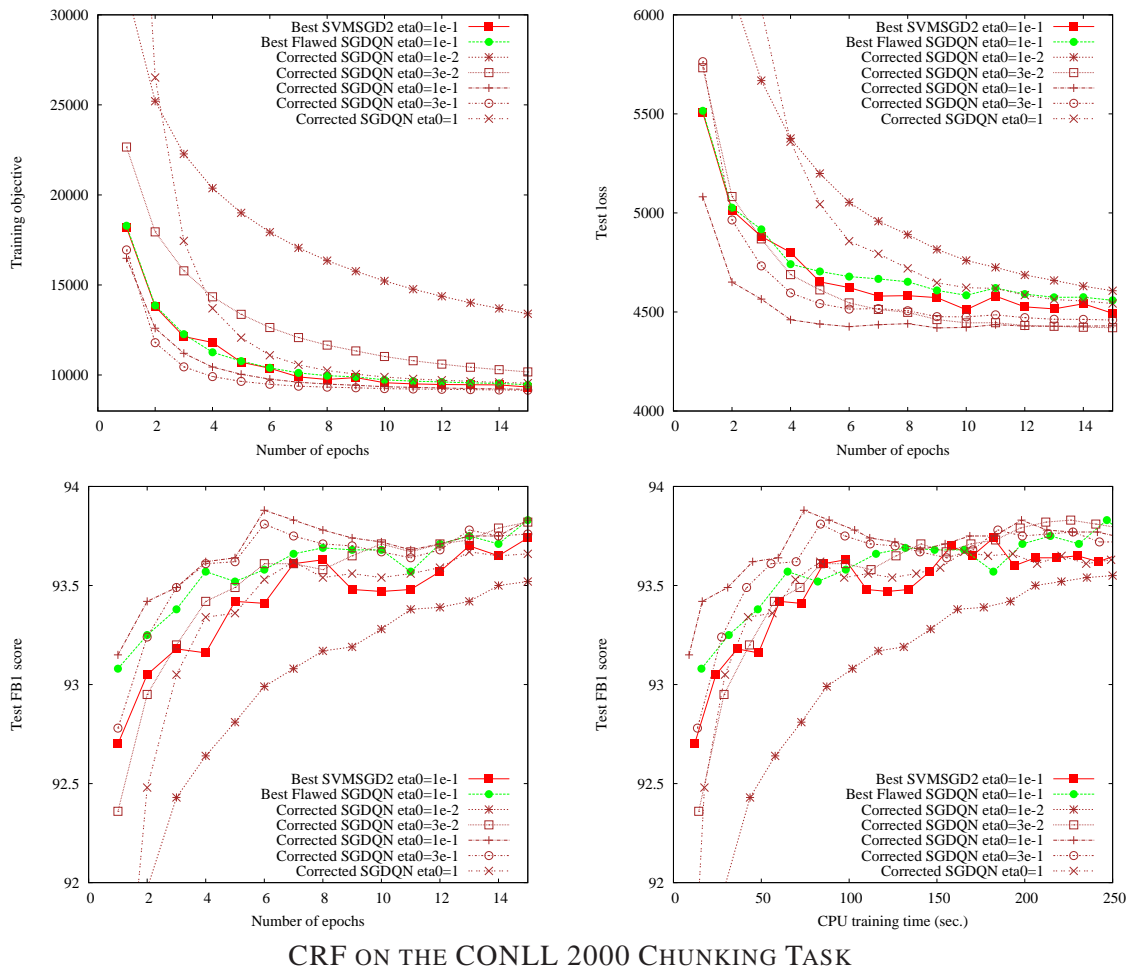 30000
25000
20000
15000
10000
Training objective
0 2 4 6 8 10 12 14
Number of epochs
Best SVMSGD2 eta0=1e-1
Best Flawed SGDQN eta0=1e-1
Corrected SGDQN eta0=1e-2
Corrected SGDQN eta0=3e-2
Corrected SGDQN eta0=1e-1
Corrected SGDQN eta0=3e-1
Corrected SGDQN eta0=1
6000
5500
5000
4500
4000
Test loss
0 2 4 6 8 10 12 14
Number of epochs
Best SVMSGD2 eta0=1e-1
Best Flawed SGDQN eta0=1e-1
Corrected SGDQN eta0=1e-2
Corrected SGDQN eta0=3e-2
Corrected SGDQN eta0=1e-1
Corrected SGDQN eta0=3e-1
Corrected SGDQN eta0=1
94
93.5
93
92.5
92
Test FB1 score
0 2 4 6 8 10 12 14
Number of epochs
Best SVMSGD2 eta0=1e-1
Best Flawed SGDQN eta0=1e-1
Corrected SGDQN eta0=1e-2
Corrected SGDQN eta0=3e-2
Corrected SGDQN eta0=1e-1
Corrected SGDQN eta0=3e-1
Corrected SGDQN eta0=1
94
93.5
93
92.5
92
Test FB1 score
0 50 100 150 200 250
CPU training time (sec.)
Best SVMSGD2 eta0=1e-1
Best Flawed SGDQN eta0=1e-1
Corrected SGDQN eta0=1e-2
Corrected SGDQN eta0=3e-2
Corrected SGDQN eta0=1e-1
Corrected SGDQN eta0=3e-1
Corrected SGDQN eta0=1
CRF ON THE CONLL 2000 CHUNKING TASK